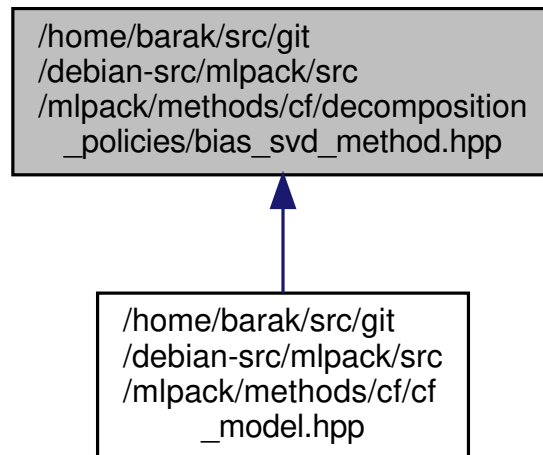 /home/barak/src/git
/debian-src/mlpack/src
/mlpack/methods/cf/decomposition
_policies/bias_svd_method.hpp
/home/barak/src/git
/debian-src/mlpack/src
/mlpack/methods/cf/cf
_model.hpp